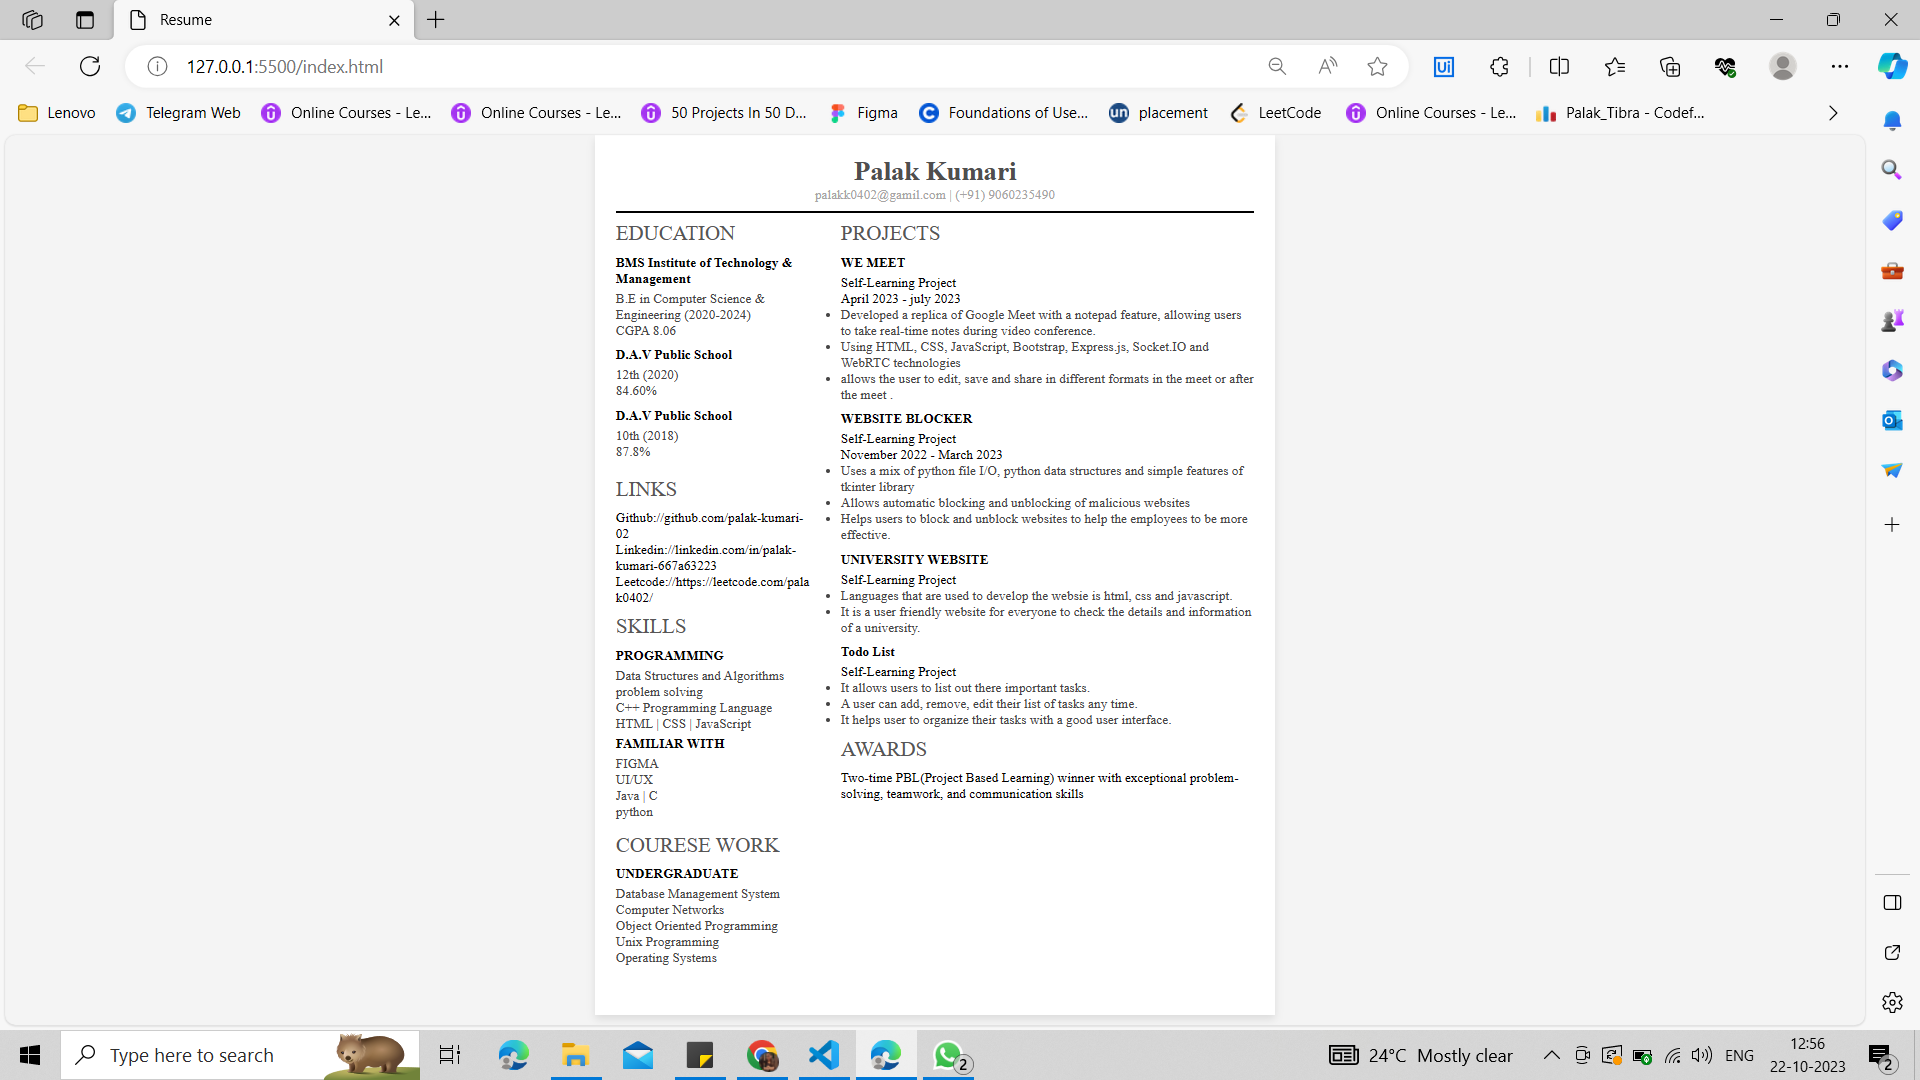 Resume
127.0.0.1:5500/index.html
Lenovo
Telegram Web
Online Courses - Le...
Online Courses - Le...
50 Projects In 50 D...
Figma
Foundations of Use...
placement
LeetCode
Online Courses - Le...
Palak_Tibra - Codef...
Palak Kumari
palakk0402@gamil.com | (+91) 9060235490
EDUCATION
BMS Institute of Technology &
Management
B.E in Computer Science &
Engineering (2020-2024)
CGPA 8.06
D.A.V Public School
12th (2020)
84.60%
D.A.V Public School
10th (2018)
87.8%
LINKS
Github://github.com/palak-kumari-
02
Linkedin://linkedin.com/in/palak-
kumari-667a63223
Leetcode://https://leetcode.com/pala
k0402/
SKILLS
PROGRAMMING
Data Structures and Algorithms
problem solving
C++ Programming Language
HTML | CSS | JavaScript
FAMILIAR WITH
FIGMA
UI/UX
Java | C
python
COURESE WORK
UNDERGRADUATE
Database Management System
Computer Networks
Object Oriented Programming
Unix Programming
Operating Systems
PROJECTS
WE MEET
Self-Learning Project
April 2023 - july 2023
• Developed a replica of Google Meet with a notepad feature, allowing users
to take real-time notes during video conference.
• Using HTML, CSS, JavaScript, Bootstrap, Express.js, Socket.IO and
WebRTC technologies
• allows the user to edit, save and share in different formats in the meet or after
the meet .
WEBSITE BLOCKER
Self-Learning Project
November 2022 - March 2023
• Uses a mix of python file I/O, python data structures and simple features of
tkinter library
• Allows automatic blocking and unblocking of malicious websites
• Helps users to block and unblock websites to help the employees to be more
effective.
UNIVERSITY WEBSITE
Self-Learning Project
• Languages that are used to develop the websie is html, css and javascript.
• It is a user friendly website for everyone to check the details and information
of a university.
Todo List
Self-Learning Project
• It allows users to list out there important tasks.
• A user can add, remove, edit their list of tasks any time.
• It helps user to organize their tasks with a good user interface.
AWARDS
Two-time PBL(Project Based Learning) winner with exceptional problem-
solving, teamwork, and communication skills
Type here to search
2
24°C Mostly clear
ENG
12:56
22-10-2023
2